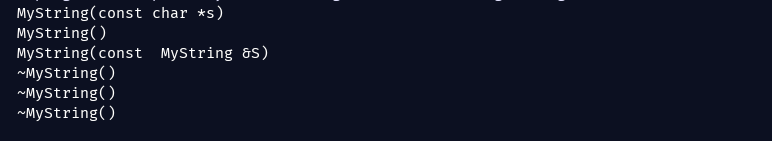 MyString(const char *s)
MyString()
MyString(const  MyString &S)
~MyString()
~MyString()
~MyString()